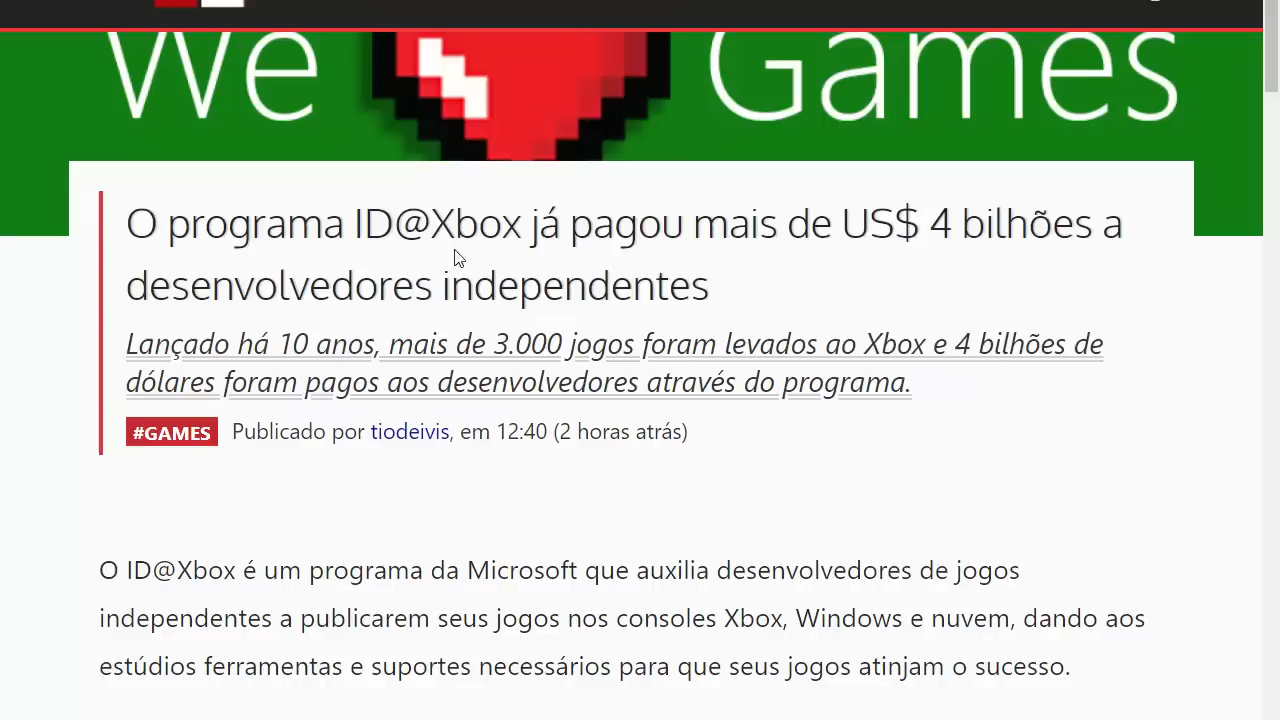 We Games
O programa ID@Xbox já pagou mais de US$ 4 bilhões a
desenvolvedores independentes
Lançado há 10 anos, mais de 3.000 jogos foram levados ao Xbox e 4 bilhões de
dólares foram pagos aos desenvolvedores através do programa.
#GAMES Publicado por tiodeivis, em 12:40 (2 horas atrás)
O ID@Xbox é um programa da Microsoft que auxilia desenvolvedores de jogos
independentes a publicarem seus jogos nos consoles Xbox, Windows e nuvem, dando aos
estúdios ferramentas e suportes necessários para que seus jogos atinjam o sucesso.